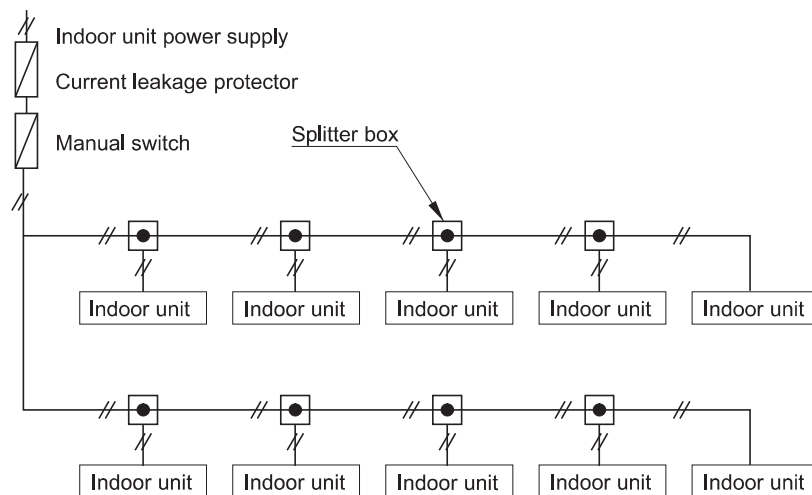 Indoor unit power supply
Current leakage protector
Manual switch
Splitter box
Indoor unit
Indoor unit
Indoor unit
Indoor unit
Indoor unit
Indoor unit
Indoor unit
Indoor unit
Indoor unit
Indoor unit